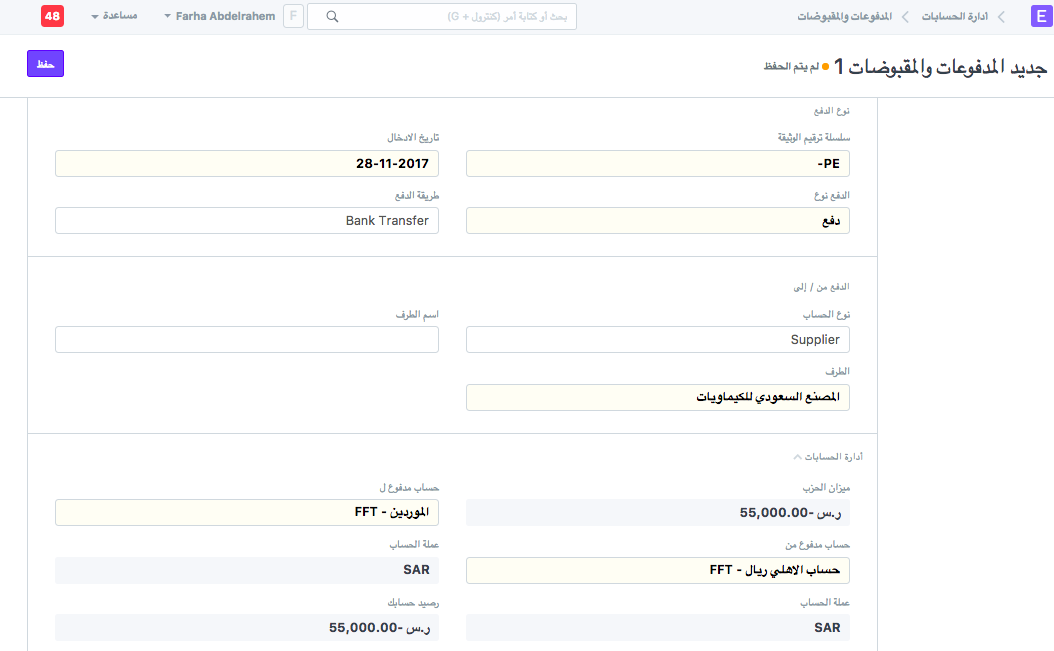 E
أدارة الحسابات
المدفوعات والمقبوضات
بحث أو كتابة أمر (كنترول + G)
F
Farha Abdelrahem
مساعدة
48
جديد المدفوعات والمقبوضات 1
لم يتم الحفظ
حفظ
نوع الدفع
سلسلة ترقيم الوثيقة
تاريخ الادخال
PE-
28-11-2017
الدفع نوع
طريقة الدفع
دفع
Bank Transfer
الدفع من / إلى
نوع الحساب
اسم الطرف
Supplier
الطرف
المصنع السعودي للكيماويات
أدارة الحسابات
ميزان الحزب
حساب مدفوع ل
ر.س -55,000.00
الموردين - FFT
حساب مدفوع من
عملة الحساب
حساب الاهلي ريال - FFT
SAR
عملة الحساب
رصيد حسابك
SAR
ر.س -55,000.00